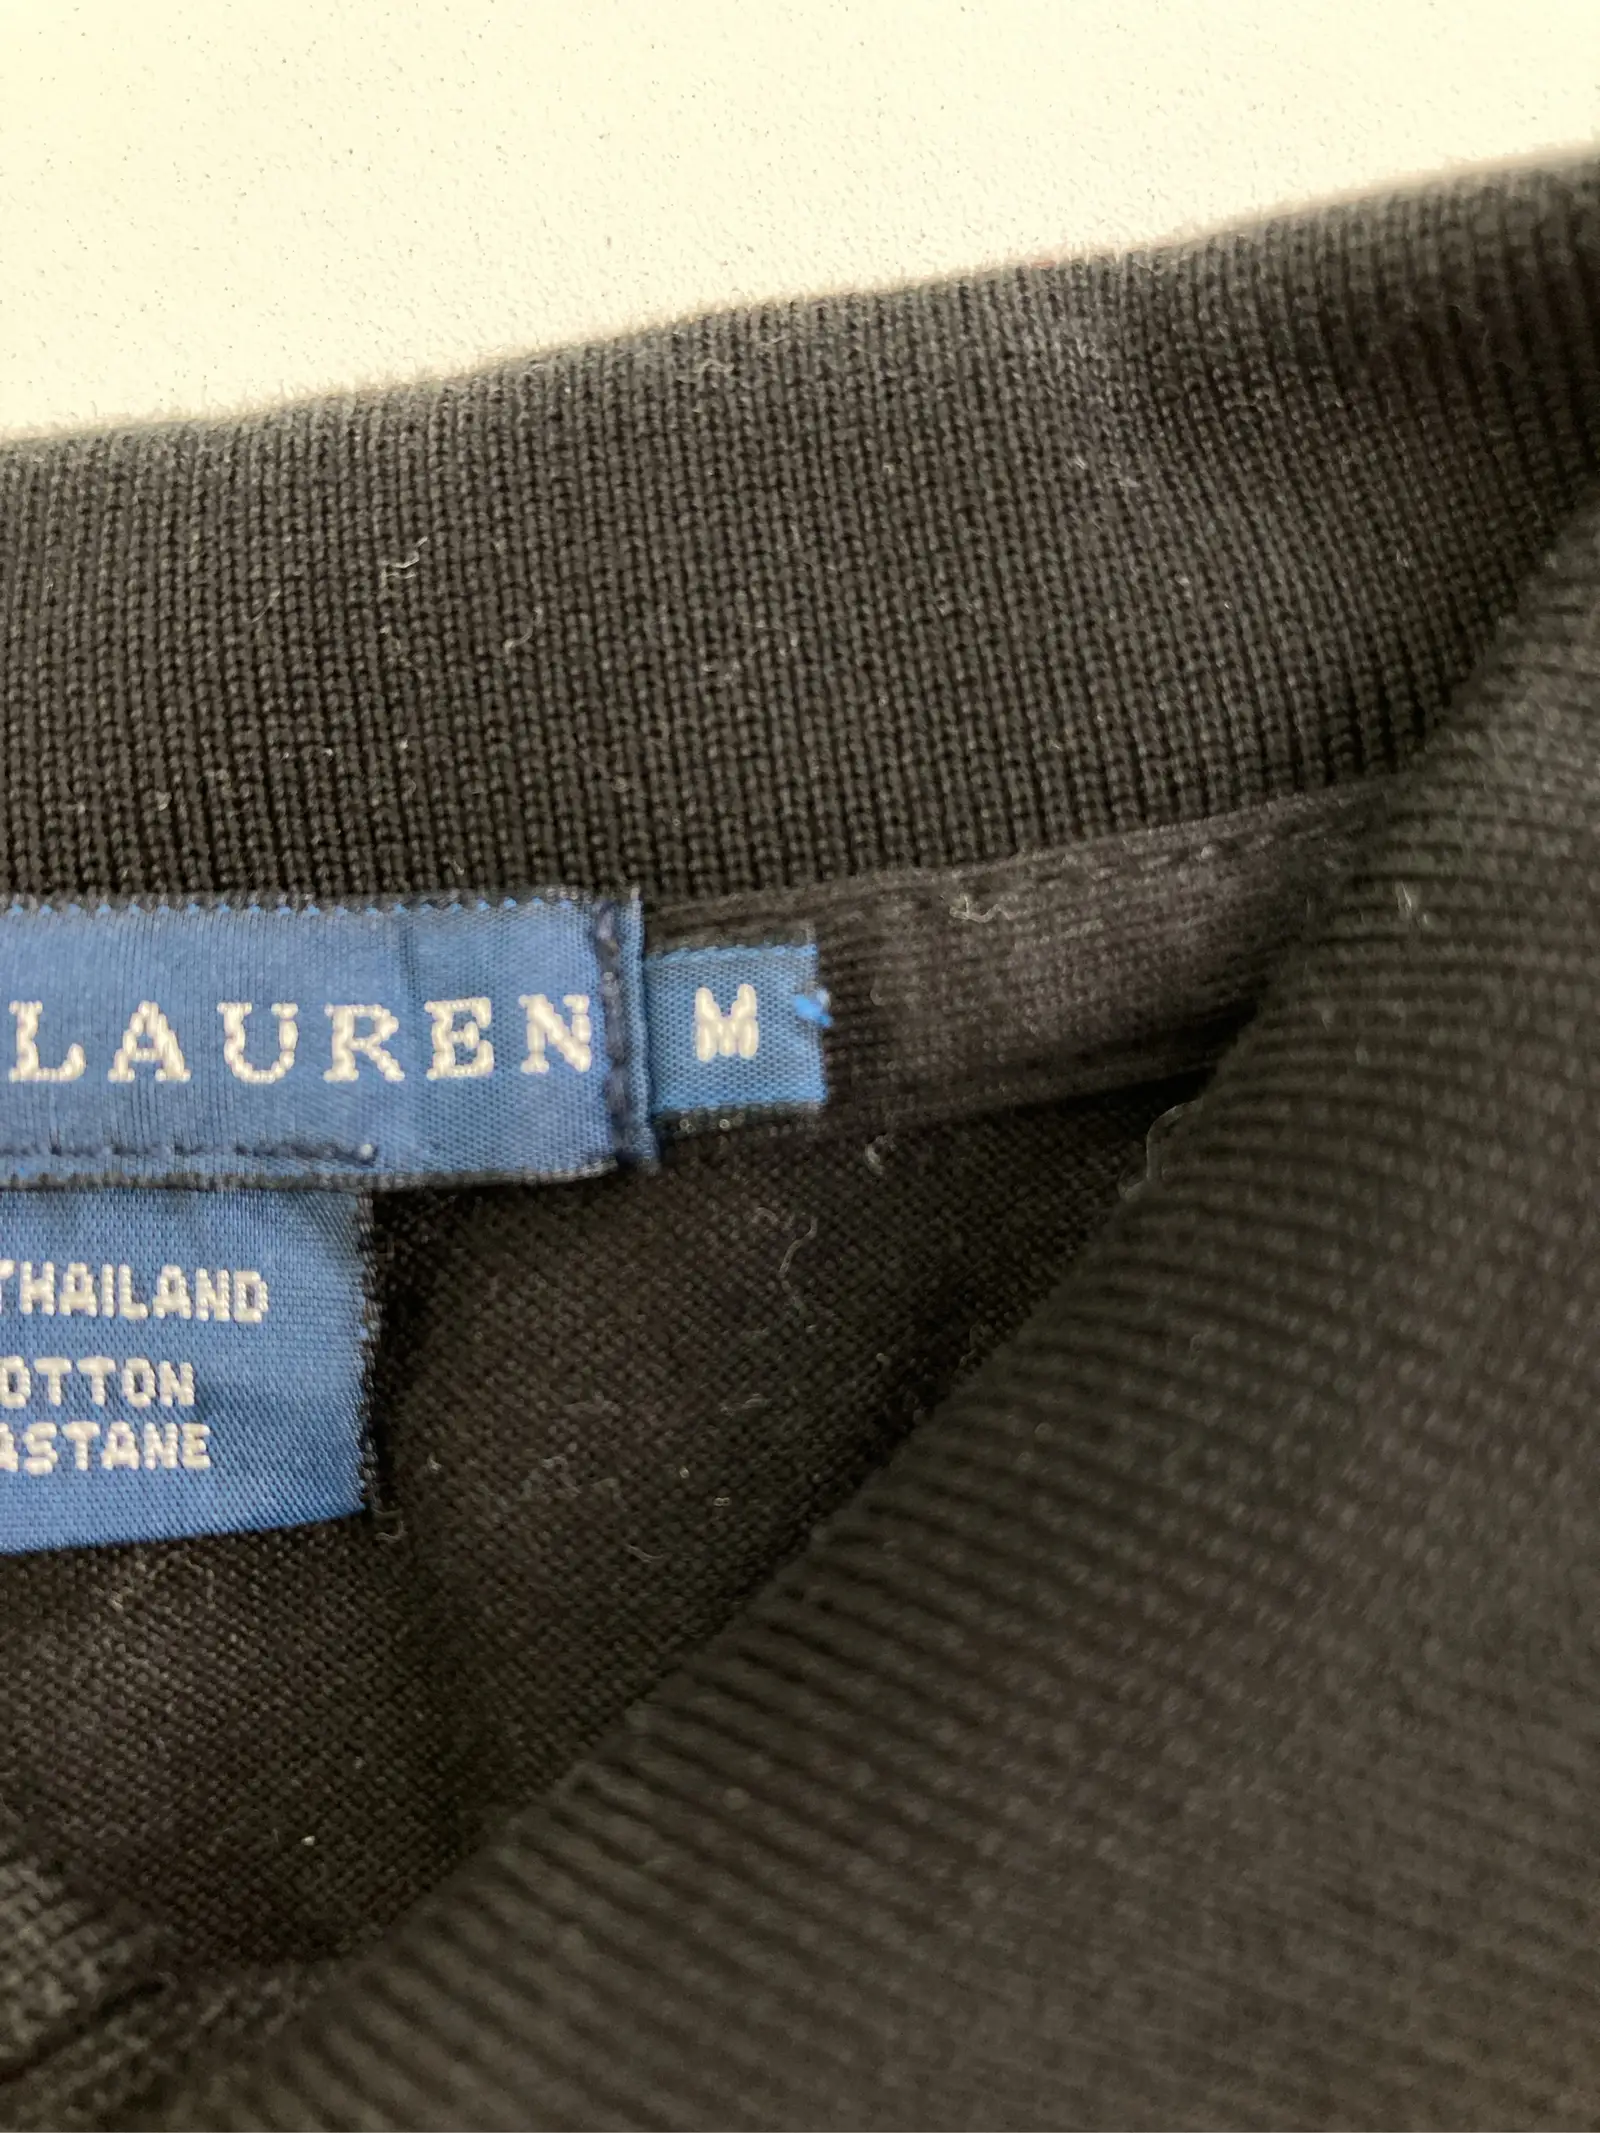 LAUREN M
THAILAND
OTTON
ASTANE